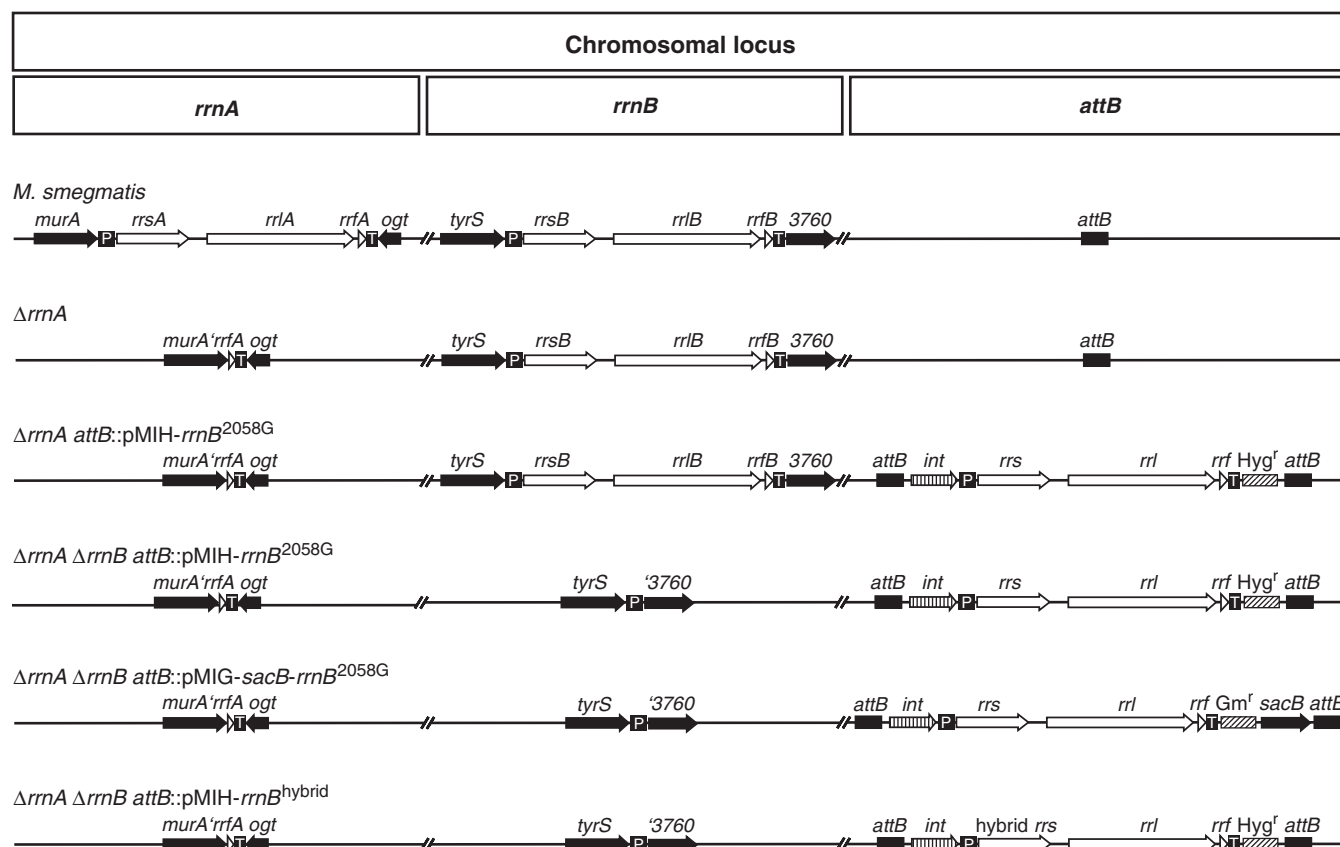 Chromosomal locus
rrnA rrnB attB
M. smegmatis
murA rrsA rrlA rrfA ogt tyrS rrsB rrlB rrfB 3760 attB
P T P T
ΔrrnA
murA‘rrfA ogt tyrS rrsB rrlB rrfB 3760 attB
T P T
ΔrrnA attB::pMIH-rrnB2058G
murA‘rrfA ogt tyrS rrsB rrlB rrfB 3760 attB int rrs rrl rrf Hygr attB
T P T P T
ΔrrnA ΔrrnB attB::pMIH-rrnB2058G
murA‘rrfA ogt tyrS ‘3760 attB int rrs rrl rrf Hygr attB
T P P T
ΔrrnA ΔrrnB attB::pMIG-sacB-rrnB2058G
murA‘rrfA ogt tyrS ‘3760 attB int rrs rrl rrf Gmr sacB attB
T P P T
ΔrrnA ΔrrnB attB::pMIH-rrnBhybrid
murA‘rrfA ogt tyrS ‘3760 attB int hybrid rrs rrl rrf Hygr attB
T P P T